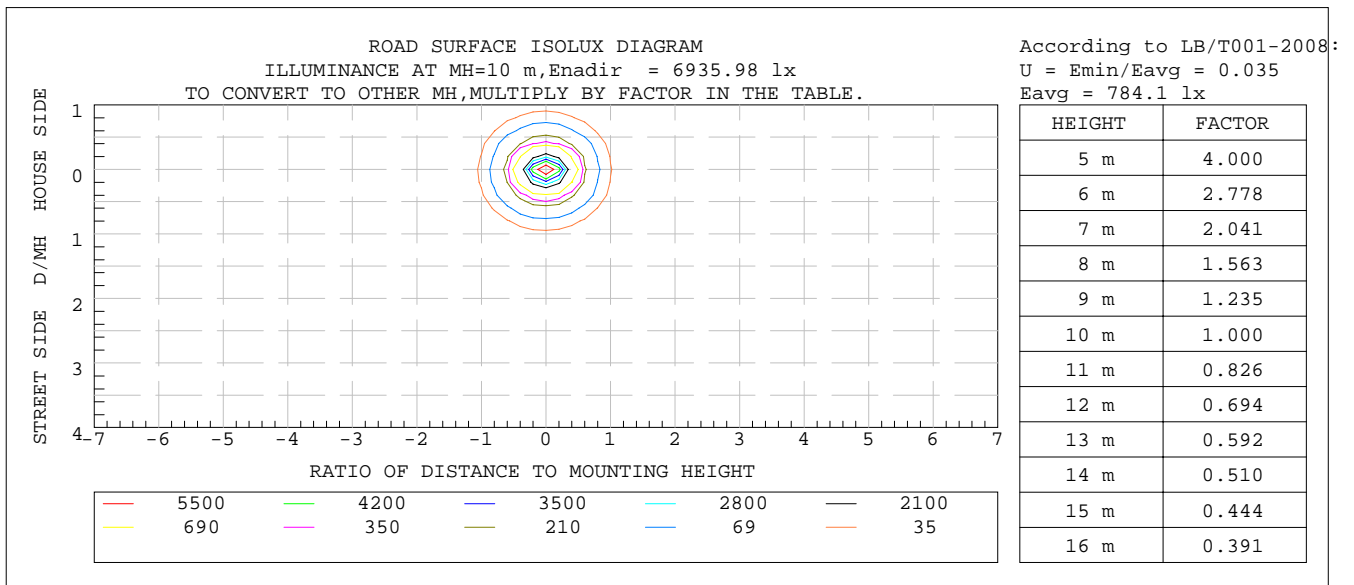 ROAD SURFACE ISOLUX DIAGRAM
ILLUMINANCE AT MH=10 m,Enadir = 6935.98 lx
TO CONVERT TO OTHER MH,MULTIPLY BY FACTOR IN THE TABLE.
STREET SIDE D/MH HOUSE SIDE
1
0
1
2
3
4
-7 -6 -5 -4 -3 -2 -1 0 1 2 3 4 5 6 7
RATIO OF DISTANCE TO MOUNTING HEIGHT
5500 4200 3500 2800 2100
690 350 210 69 35
According to LB/T001-2008:
U = Emin/Eavg = 0.035
Eavg = 784.1 lx
HEIGHT FACTOR
5 m 4.000
6 m 2.778
7 m 2.041
8 m 1.563
9 m 1.235
10 m 1.000
11 m 0.826
12 m 0.694
13 m 0.592
14 m 0.510
15 m 0.444
16 m 0.391